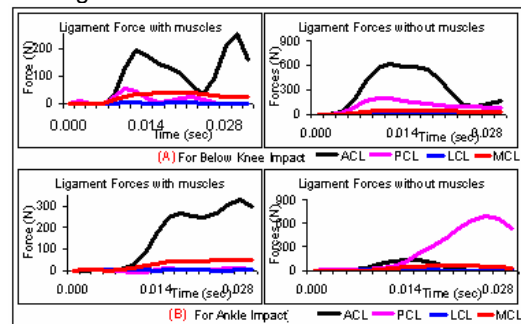 Ligament Force with muscles
Force (N)
200
100
0
0.000
0.014
0.028
Time (sec)
Ligament Forces without muscles
Forces (N)
900
600
300
0
0.000
0.014
0.028
Time (sec)
(A) For Below Knee Impact
ACL PCL LCL MCL
Ligament Forces with muscles
Force (N)
300
200
100
0
0.000
0.014
0.028
Time (sec)
Ligament Forces without muscles
Forces (N)
0
0.000
0.014
0.028
Time (sec)
(B) For Ankle Impact
ACL PCL LCL MCL